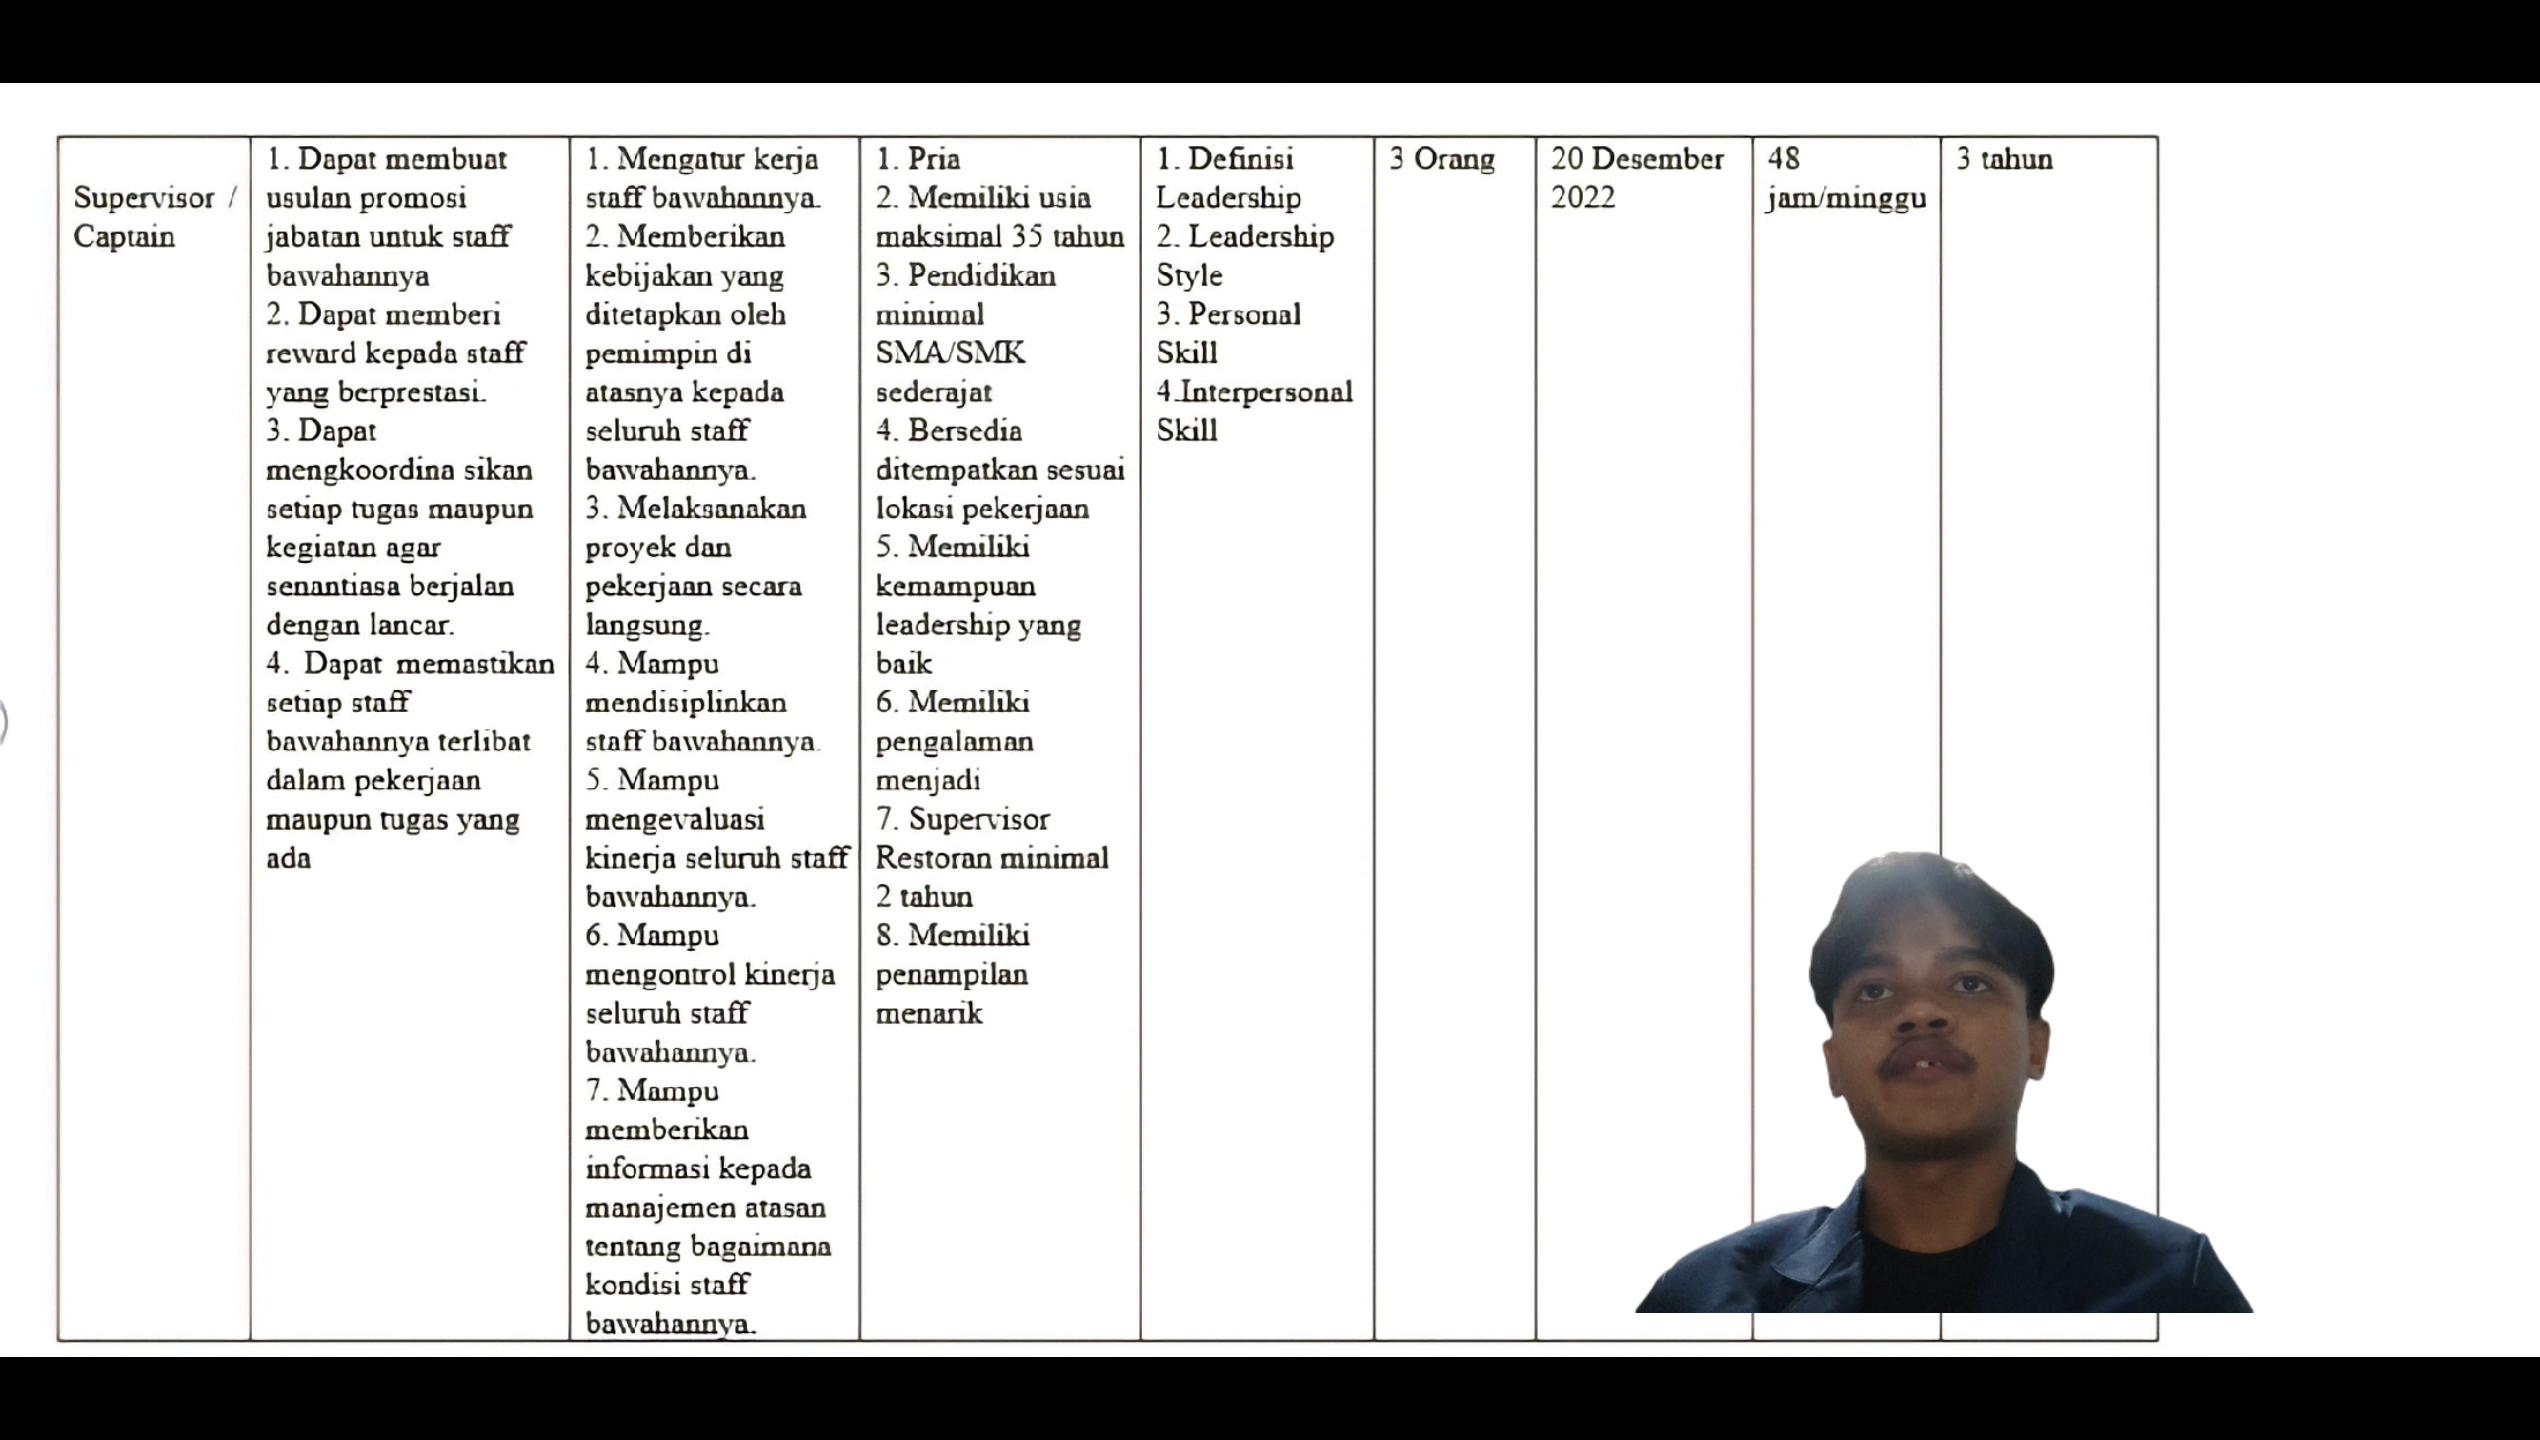 Supervisor /
Captain
1. Dapat membuat
usulan promosi
jabatan untuk staff
bawahannya
2. Dapat memberi
reward kepada staff
yang berprestasi.
3. Dapat
mengkoordina sikan
setiap tugas maupun
kegiatan agar
senantiasa berjalan
dengan lancar.
4. Dapat memastikan
setiap staff
bawahannya terlibat
dalam pekerjaan
maupun tugas yang
ada
1. Mengatur kerja
staff bawahannya.
2. Memberikan
kebijakan yang
ditetapkan oleh
pemimpin di
atasnya kepada
seluruh staff
bawahannya.
3. Melaksanakan
proyek dan
pekerjaan secara
langsung.
4. Mampu
mendisiplinkan
staff bawahannya.
5. Mampu
mengevaluasi
kinerja seluruh staff
bawahannya.
6. Mampu
mengontrol kinerja
seluruh staff
bawahannya.
7. Mampu
memberikan
informasi kepada
manajemen atasan
tentang bagaimana
kondisi staff
bawahannya.
1. Pria
2. Memiliki usia
maksimal 35 tahun
3. Pendidikan
minimal
SMA/SMK
sederajat
4. Bersedia
ditempatkan sesuai
lokasi pekerjaan
5. Memiliki
kemampuan
leadership yang
baik
6. Memiliki
pengalaman
menjadi
7. Supervisor
Restoran minimal
2 tahun
8. Memiliki
penampilan
menarik
1. Definisi
Leadership
2. Leadership
Style
3. Personal
Skill
4.Interpersonal
Skill
3 Orang
20 Desember
2022
48
jam/minggu
3 tahun